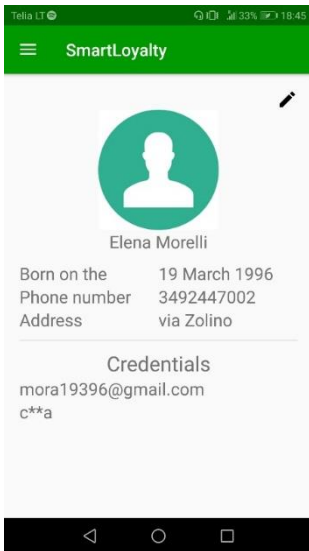 Telia LT 33% 18:45
SmartLoyalty
Elena Morelli
Born on the 19 March 1996
Phone number 3492447002
Address via Zolino
Credentials
mora19396@gmail.com
c**a